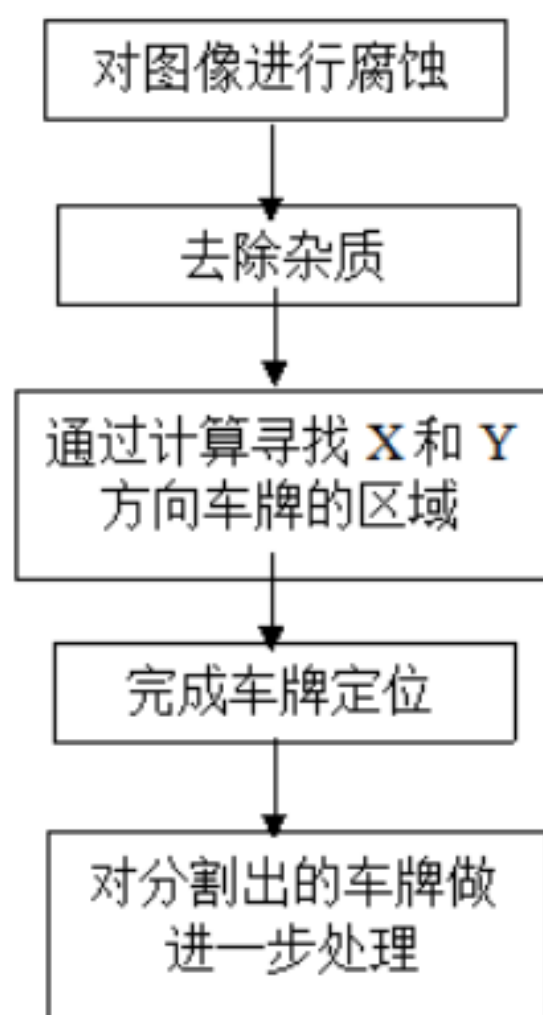 对图像进行腐蚀
去除杂质
通过计算寻找 X 和 Y
方向车牌的区域
完成车牌定位
对分割出的车牌做
进一步处理